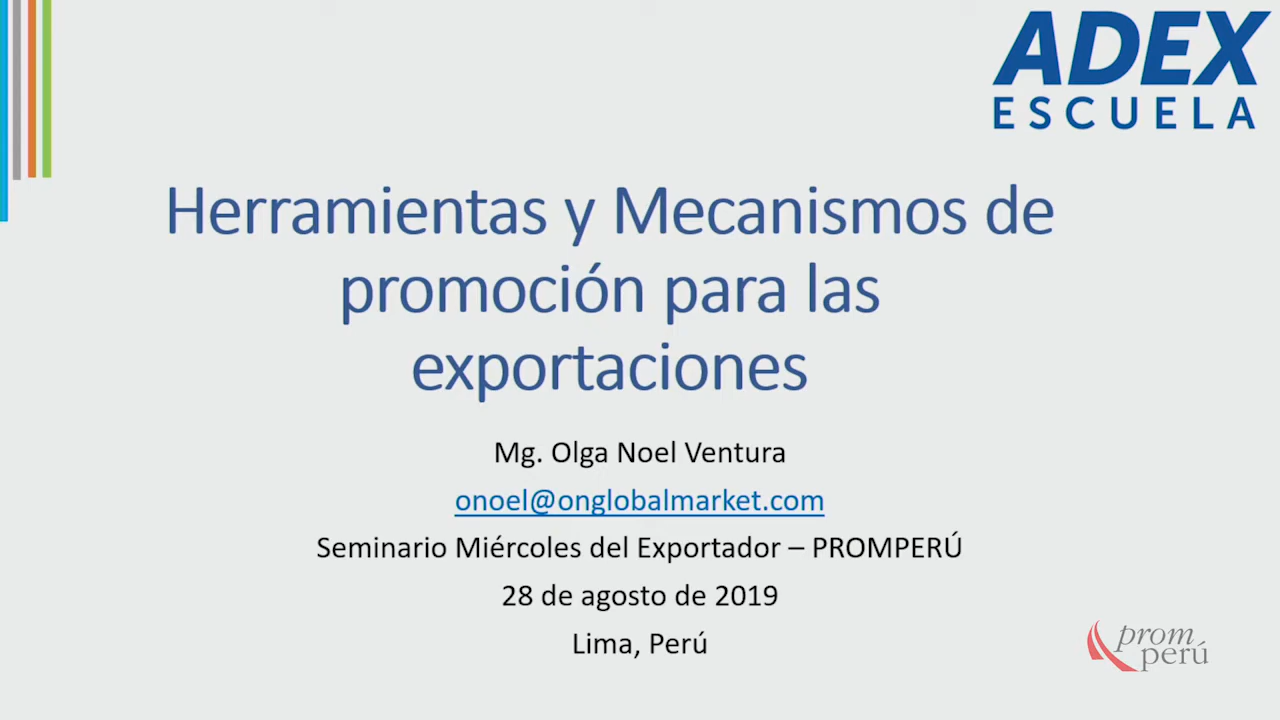 ADEX
ESCUELA
Herramientas y Mecanismos de
promoción para las
exportaciones
Mg. Olga Noel Ventura
onoel@onglobalmarket.com
Seminario Miércoles del Exportador – PROMPERÚ
28 de agosto de 2019
Lima, Perú
prom
perú